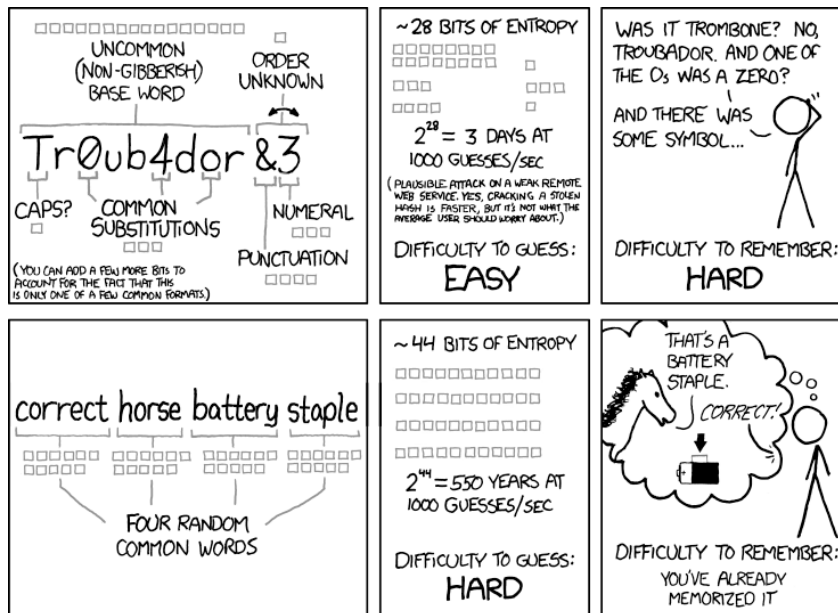 UNCOMMON
(NON-GIBBERISH)
BASE WORD
ORDER
UNKNOWN
Tr0ub4dor &3
CAPS?
COMMON
SUBSTITUTIONS
NUMERAL
PUNCTUATION
(YOU CAN ADD A FEW MORE BITS TO
ACCOUNT FOR THE FACT THAT THIS
IS ONLY ONE OF A FEW COMMON FORMATS.)
~28 BITS OF ENTROPY
2^28 = 3 DAYS AT
1000 GUESSES/SEC
(PLAUSIBLE ATTACK ON A WEAK REMOTE
WEB SERVICE. YES, CRACKING A STOLEN
HASH IS FASTER, BUT IT'S NOT WHAT THE
AVERAGE USER SHOULD WORRY ABOUT.)
DIFFICULTY TO GUESS:
EASY
WAS IT TROMBONE? NO,
TROUBADOR. AND ONE OF
THE Os WAS A ZERO?
AND THERE WAS
SOME SYMBOL...
DIFFICULTY TO REMEMBER:
HARD
correct horse battery staple
FOUR RANDOM
COMMON WORDS
~44 BITS OF ENTROPY
2^44 = 550 YEARS AT
1000 GUESSES/SEC
DIFFICULTY TO GUESS:
HARD
THAT'S A
BATTERY
STAPLE.
CORRECT!
DIFFICULTY TO REMEMBER:
YOU'VE ALREADY
MEMORIZED IT